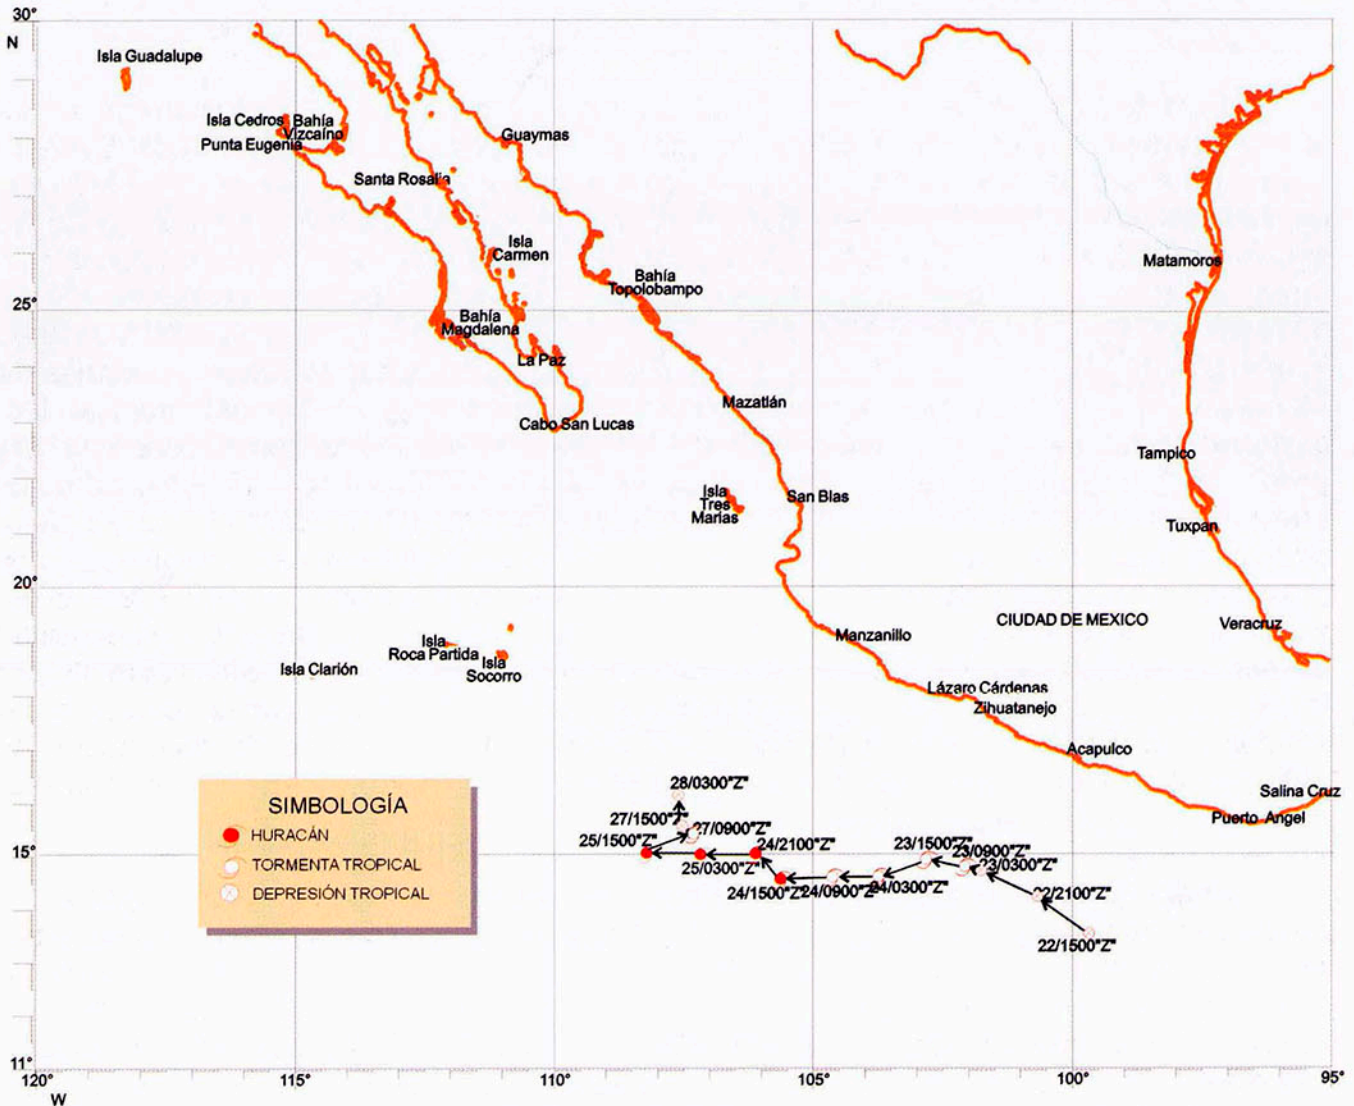 30°
N
Isla Guadalupe
Isla Cedros
Bahía
Vízcaíno
Punta Eugenia
Guaymas
Santa Rosalia
Isla
Carmen
Matamoros
Bahía
Topolobampo
25°
Bahía
Magdalena
La Paz
Mazatlán
Cabo San Lucas
Tampico
Isla
Tres
Marías
San Blas
Tuxpan
20°
CIUDAD DE MEXICO
Veracruz
Manzanillo
Isla
Roca Partida
Isla Clarión
Isla
Socorro
Lázaro Cárdenas
Zihuatanejo
Acapulco
Salina Cruz
Puerto Angel
SIMBOLOGÍA
HURACÁN
TORMENTA TROPICAL
DEPRESIÓN TROPICAL
28/0300"Z"
27/1500"Z"
27/0900"Z"
25/1500"Z"
24/2100"Z"
23/1500"Z"
23/0900"Z"
23/0300"Z"
15°
25/0300"Z"
24/1500"Z"
24/0900"Z"
24/0300"Z"
22/2100"Z"
22/1500"Z"
11°
120°
115°
110°
105°
100°
95°
W